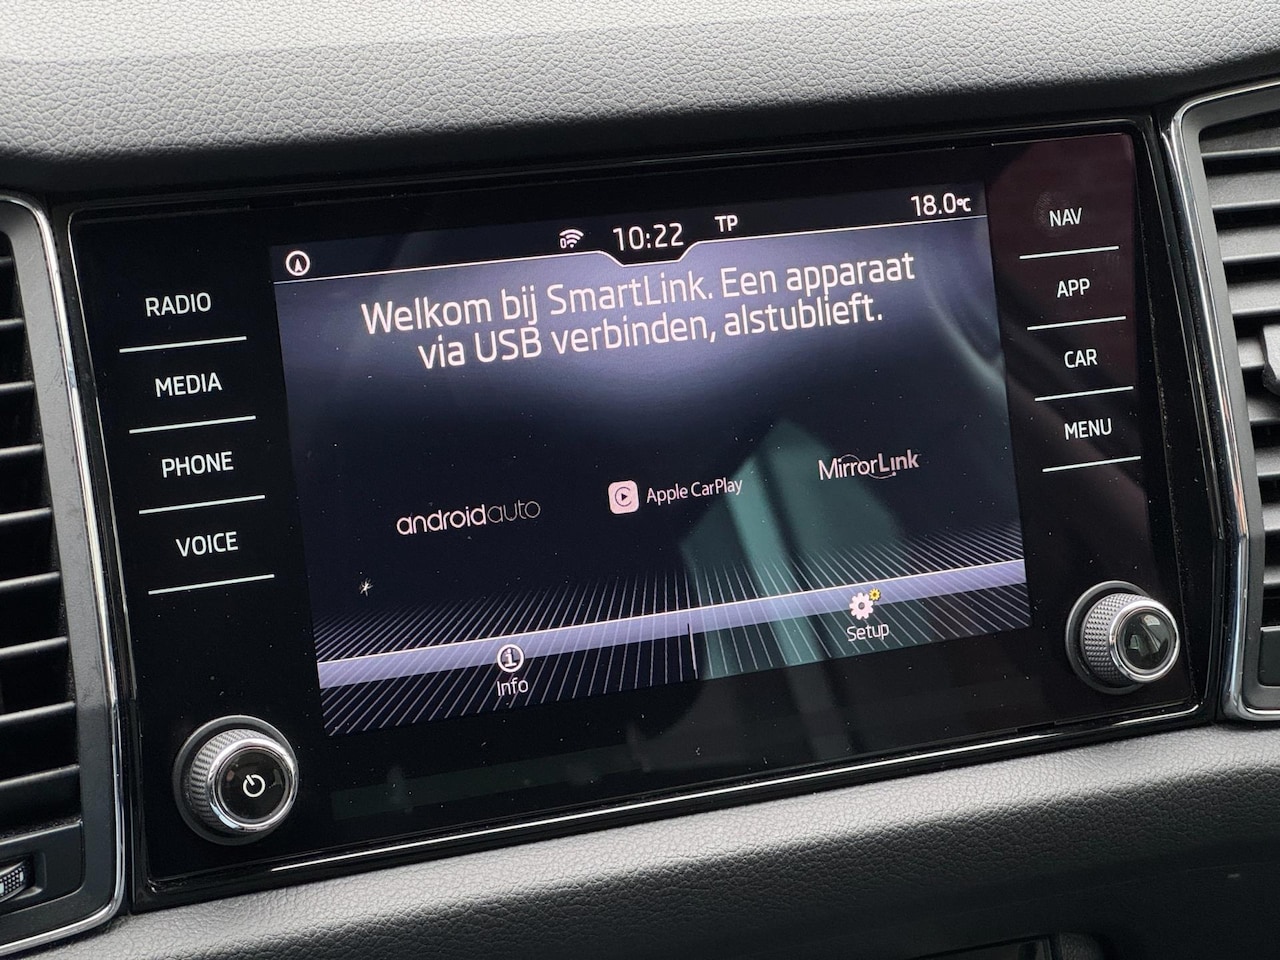 10:22
TP
18.0°C
Welkom bij SmartLink. Een apparaat
via USB verbinden, alstublieft.
RADIO
MEDIA
PHONE
VOICE
androidauto
Apple CarPlay
MirrorLink
Info
Setup
NAV
APP
CAR
MENU